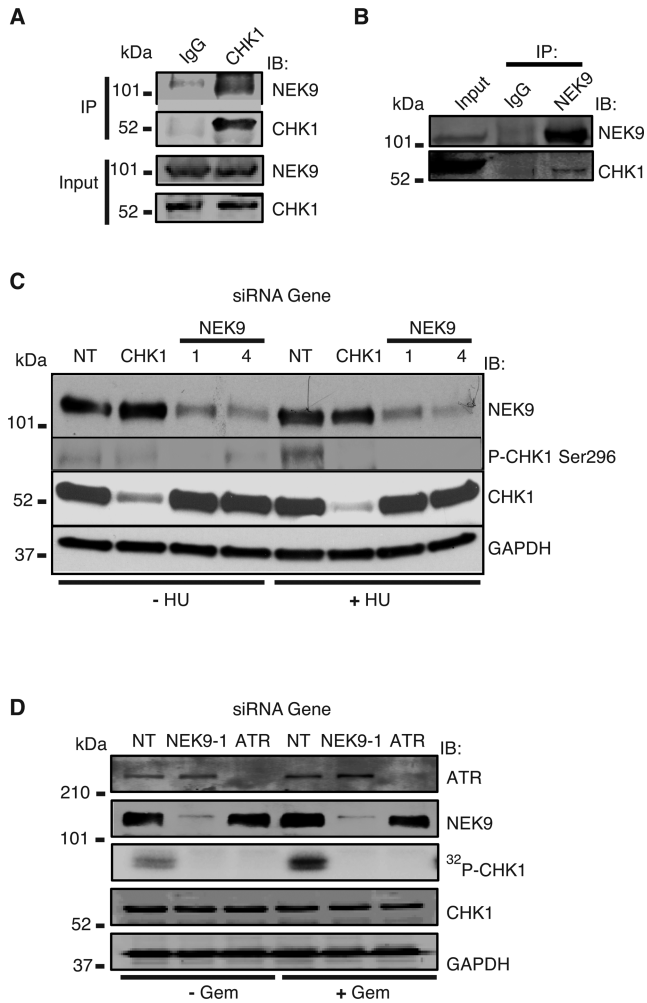 A
kDa IgG CHK1 IB:
IP
101 NEK9
52 CHK1
Input
101 NEK9
52 CHK1
B
IP:
kDa Input IgG NEK9 IB:
101 NEK9
52 CHK1
C
siRNA Gene
NEK9 NEK9
kDa NT CHK1 1 4 NT CHK1 1 4 IB:
101 NEK9
P-CHK1 Ser296
52 CHK1
37 GAPDH
- HU + HU
D
siRNA Gene
kDa NT NEK9-1 ATR NT NEK9-1 ATR IB:
ATR
210
NEK9
101
32P-CHK1
CHK1
52
37 GAPDH
- Gem + Gem